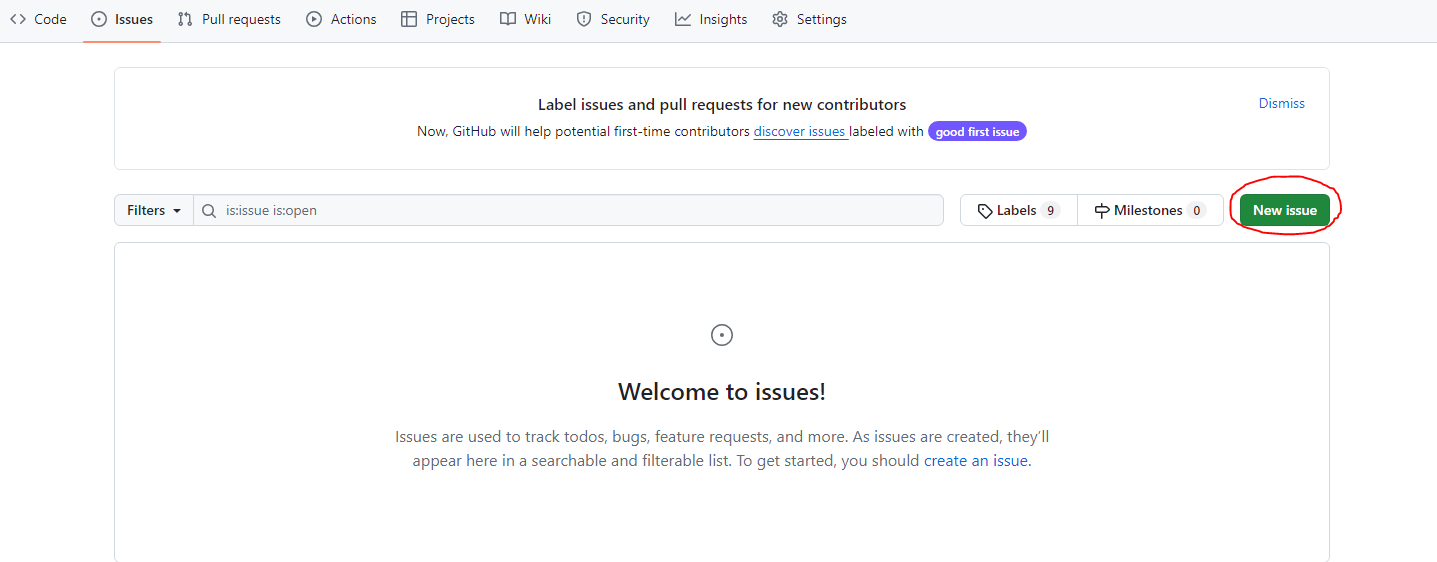 Code Issues Pull requests Actions Projects Wiki Security Insights Settings
Label issues and pull requests for new contributors
Dismiss
Now, GitHub will help potential first-time contributors discover issues labeled with good first issue
Filters is:issue is:open Labels 9 Milestones 0 New issue
Welcome to issues!
Issues are used to track todos, bugs, feature requests, and more. As issues are created, they’ll
appear here in a searchable and filterable list. To get started, you should create an issue.